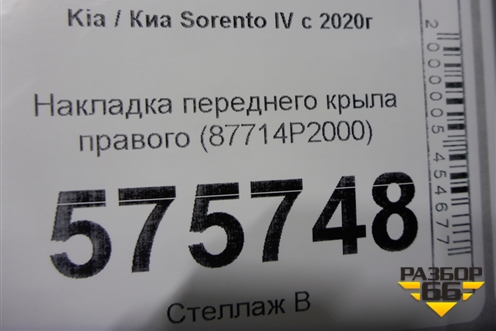 Kia / Киа Sorento IV с 2020г
Накладка переднего крыла
правого (87714P2000)
575748
Стеллаж В
2000005454677
РАЗБОР
66